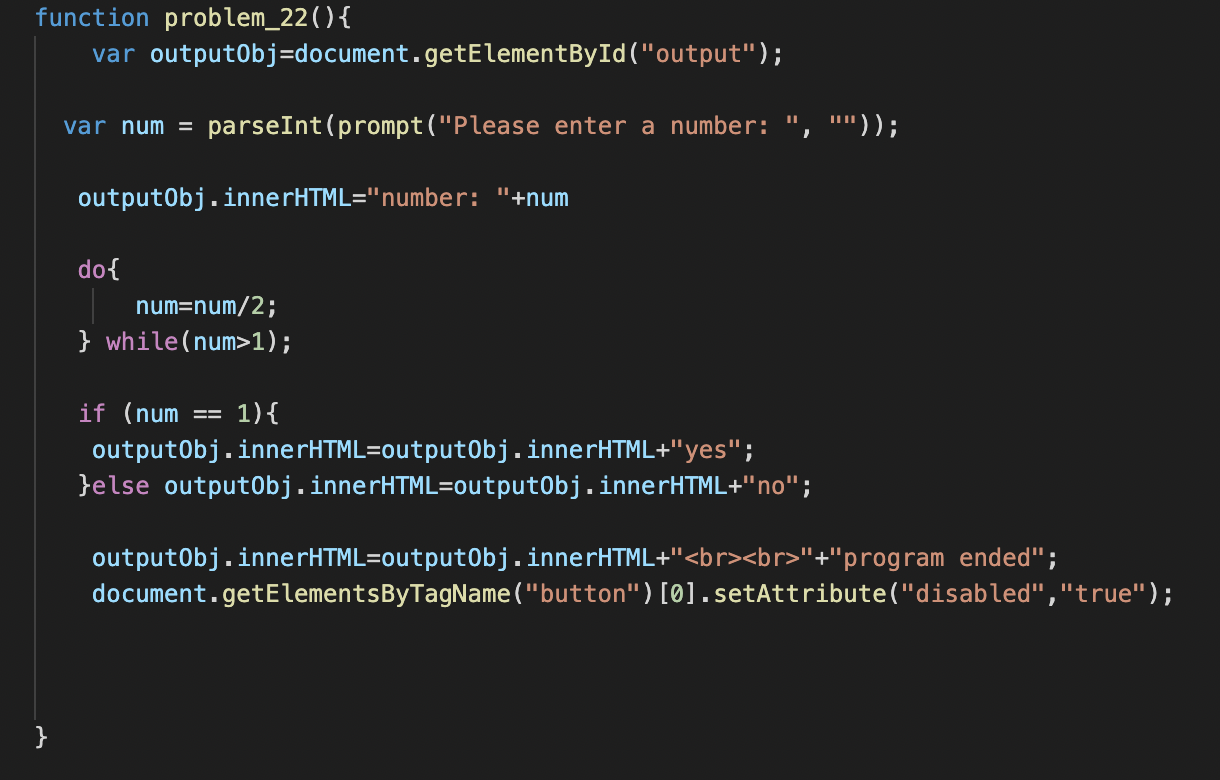 function problem_22(){
    var outputObj=document.getElementById("output");
  var num = parseInt(prompt("Please enter a number: ", ""));
   outputObj.innerHTML="number: "+num
   do{
       num=num/2;
   } while(num>1);
   if (num == 1){
    outputObj.innerHTML=outputObj.innerHTML+"yes";
   }else outputObj.innerHTML=outputObj.innerHTML+"no";
    outputObj.innerHTML=outputObj.innerHTML+"<br><br>"+"program ended";
    document.getElementsByTagName("button")[0].setAttribute("disabled","true");
}